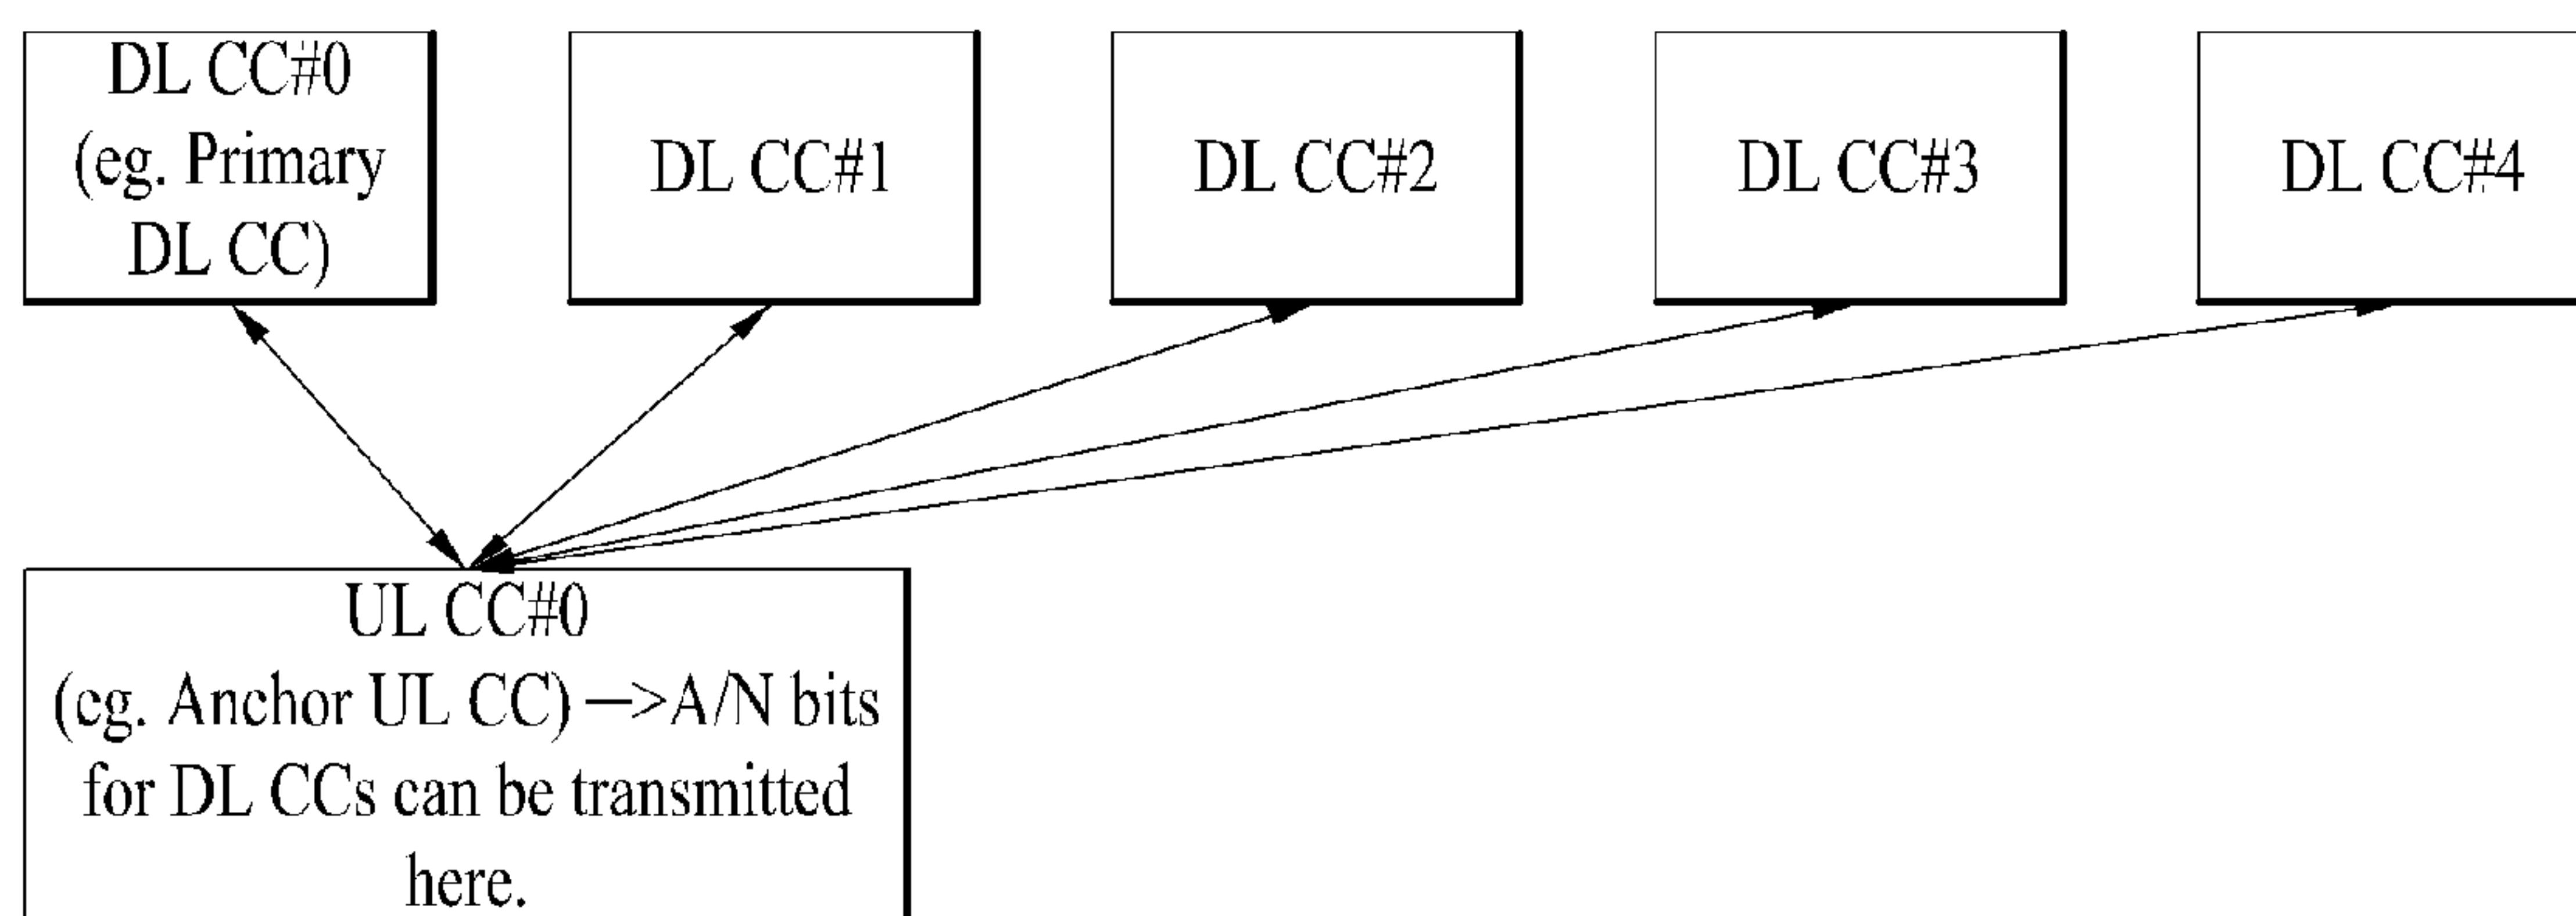 DL CC#0
(eg. Primary
DL CC)
DL CC#1
DL CC#2
DL CC#3
DL CC#4
UL CC#0
(cg. Anchor UL CC) —>A/N bits
for DL CCs can be transmitted
here.